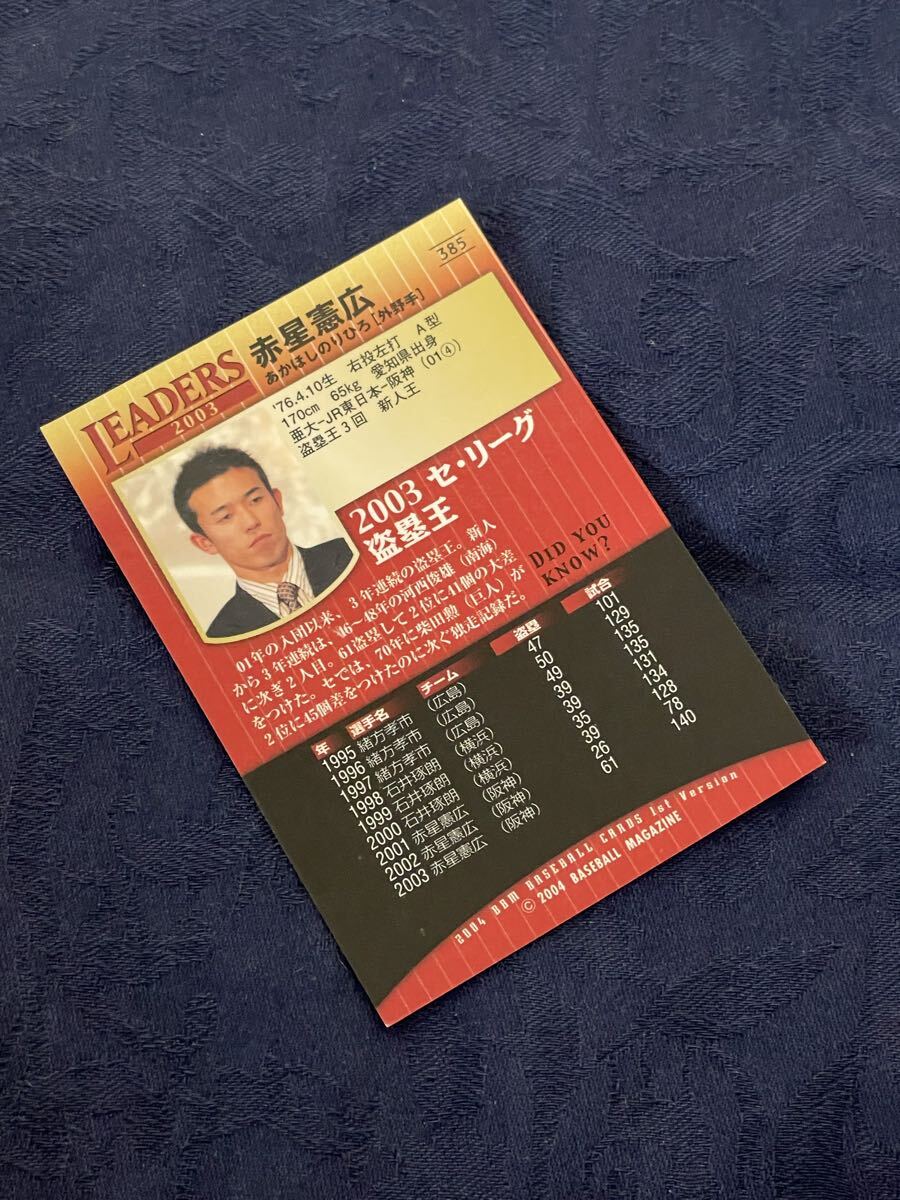 385
LEADERS
2003
赤星憲広
あかほしのりひろ［外野手］
'76.4.10生 右投左打 A型
170cm 65kg 愛知県出身
亜大–JR東日本–阪神（01④）
盗塁王3回 新人王
2003 セ・リーグ
盗塁王
01年の入団以来、3年連続の盗塁王。新人
から3年連続は、'46〜48年の河西俊雄（南海）
に次ぎ2人目。61盗塁して2位に41個の大差
をつけた。セでは、70年に柴田勲（巨人）が
2位に45個差をつけたのに次ぐ独走記録だ。
DID YOU
KNOW?
年 選手名 チーム 盗塁 試合
1995 緒方孝市 （広島） 47 101
1996 緒方孝市 （広島） 50 129
1997 緒方孝市 （広島） 49 135
1998 石井琢朗 （横浜） 39 135
1999 石井琢朗 （横浜） 39 131
2000 石井琢朗 （横浜） 35 134
2001 赤星憲広 （阪神） 39 128
2002 赤星憲広 （阪神） 26 78
2003 赤星憲広 （阪神） 61 140
2004 BBM BASEBALL CARDS 1st Version
© 2004 BASEBALL MAGAZINE